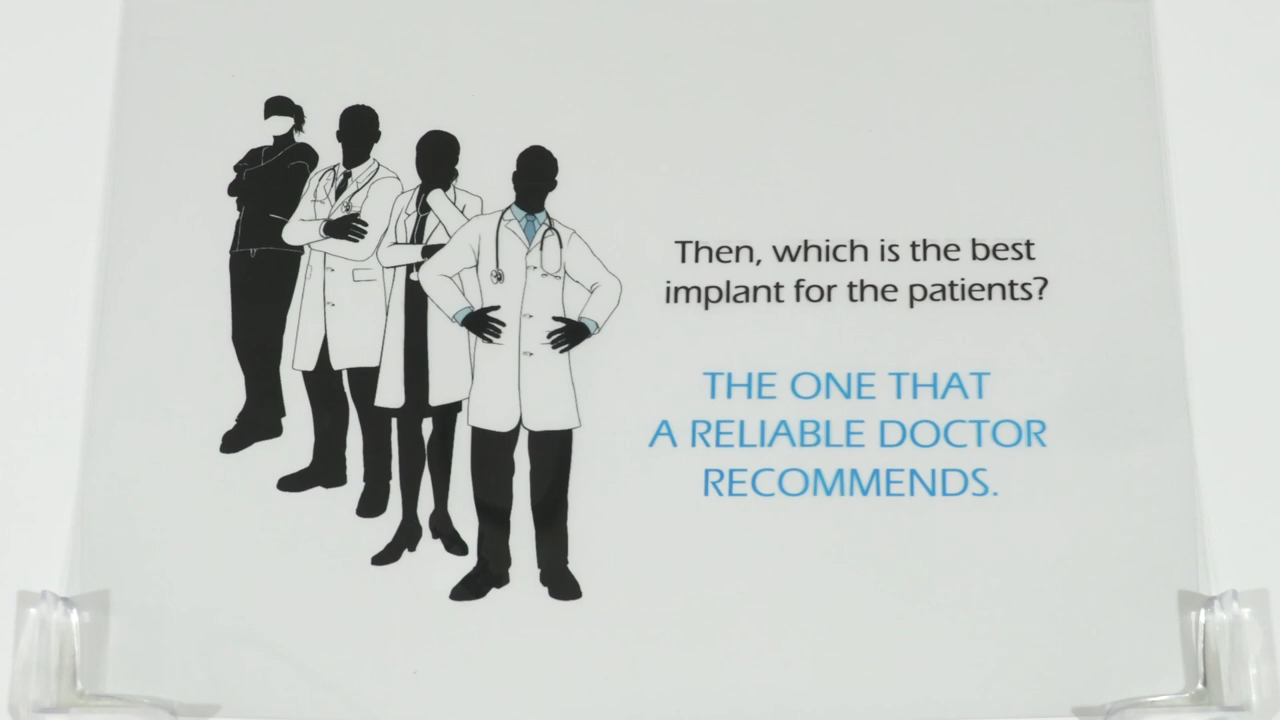 Then, which is the best
implant for the patients?
THE ONE THAT
A RELIABLE DOCTOR
RECOMMENDS.